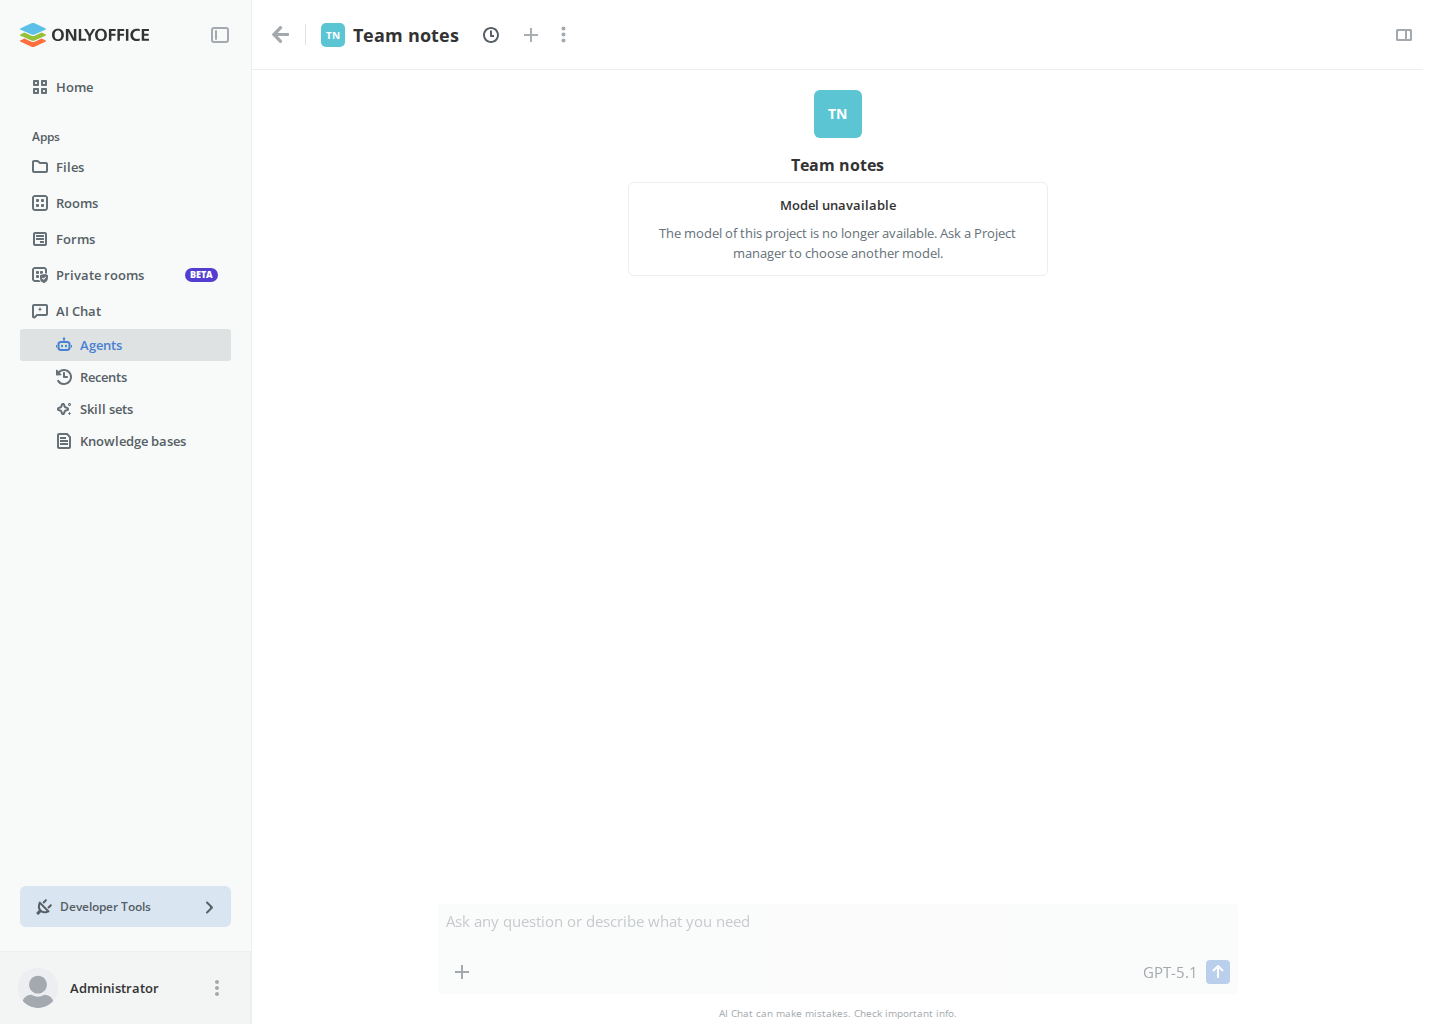 ONLYOFFICE
Home
Apps
Files
Rooms
Forms
Private rooms
BETA
AI Chat
Agents
Recents
Skill sets
Knowledge bases
Developer Tools
Administrator
TN
Team notes
TN
Team notes
Model unavailable
The model of this project is no longer available. Ask a Project
manager to choose another model.
Ask any question or describe what you need
GPT-5.1
AI Chat can make mistakes. Check important info.